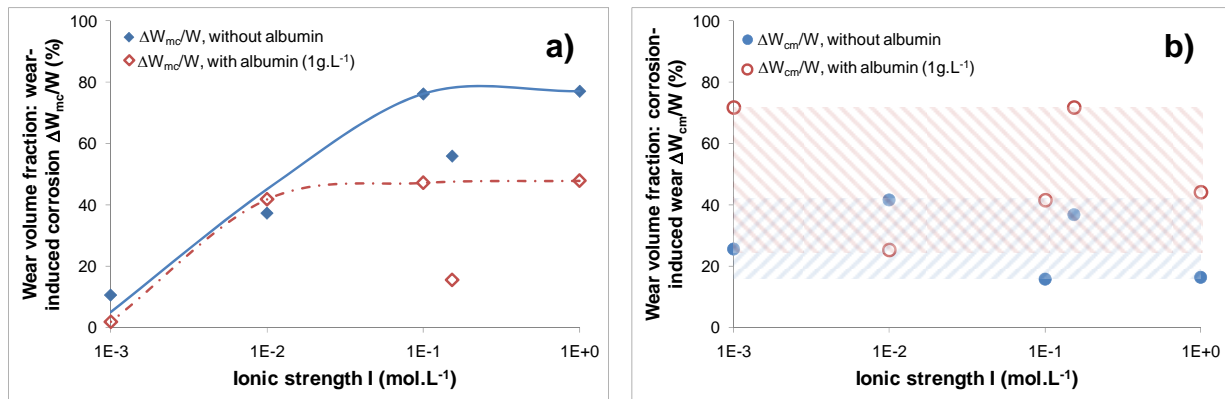 100
80
60
40
20
0
Wear volume fraction: wear-
induced corrosion ΔWmc/W (%)
ΔWmc/W, without albumin
ΔWmc/W, with albumin (1g.L-1)
a)
1E-3 1E-2 1E-1 1E+0
Ionic strength I (mol.L-1)
100
80
60
40
20
0
Wear volume fraction: corrosion-
induced wear ΔWcm/W (%)
ΔWcm/W, without albumin
ΔWcm/W, with albumin (1g.L-1)
b)
1E-3 1E-2 1E-1 1E+0
Ionic strength I (mol.L-1)